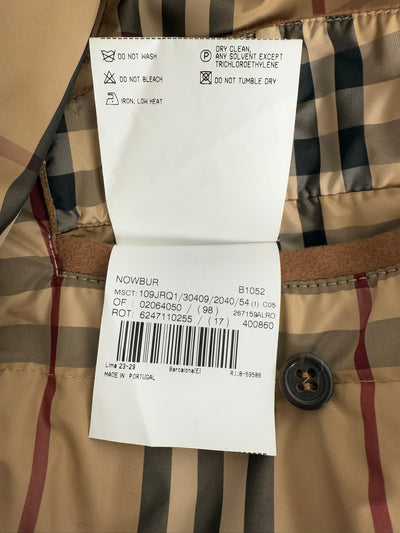 DO NOT WASH
DRY CLEAN,
ANY SOLVENT EXCEPT
TRICHLOROETHYLENE
DO NOT BLEACH
DO NOT TUMBLE DRY
IRON, LOW HEAT
NOWBUR B1052
MSCT: 109JRQ1/30409/2040/54 (1) C05
OF : 02064050 / (98) 267159ALRO
ROT: 6247110255 / (17) 400860
Lima 23-29 Barcelona(E) R.I.:8-59586
MADE IN PORTUGAL